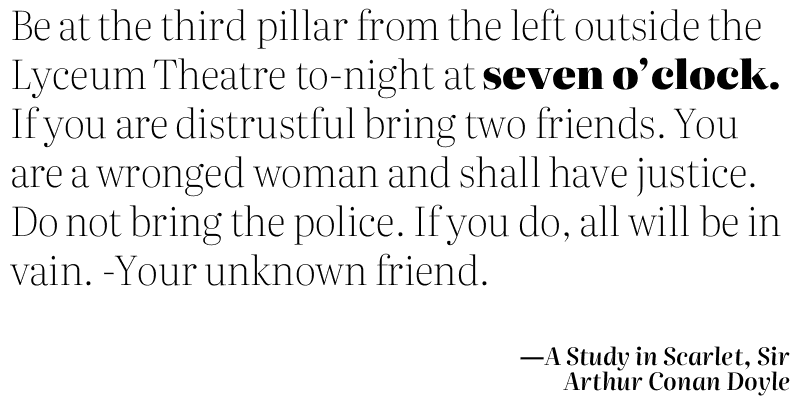 Be at the third pillar from the left outside the
Lyceum Theatre to-night at seven o’clock.
If you are distrustful bring two friends. You
are a wronged woman and shall have justice.
Do not bring the police. If you do, all will be in
vain. -Your unknown friend.
—A Study in Scarlet, Sir
Arthur Conan Doyle